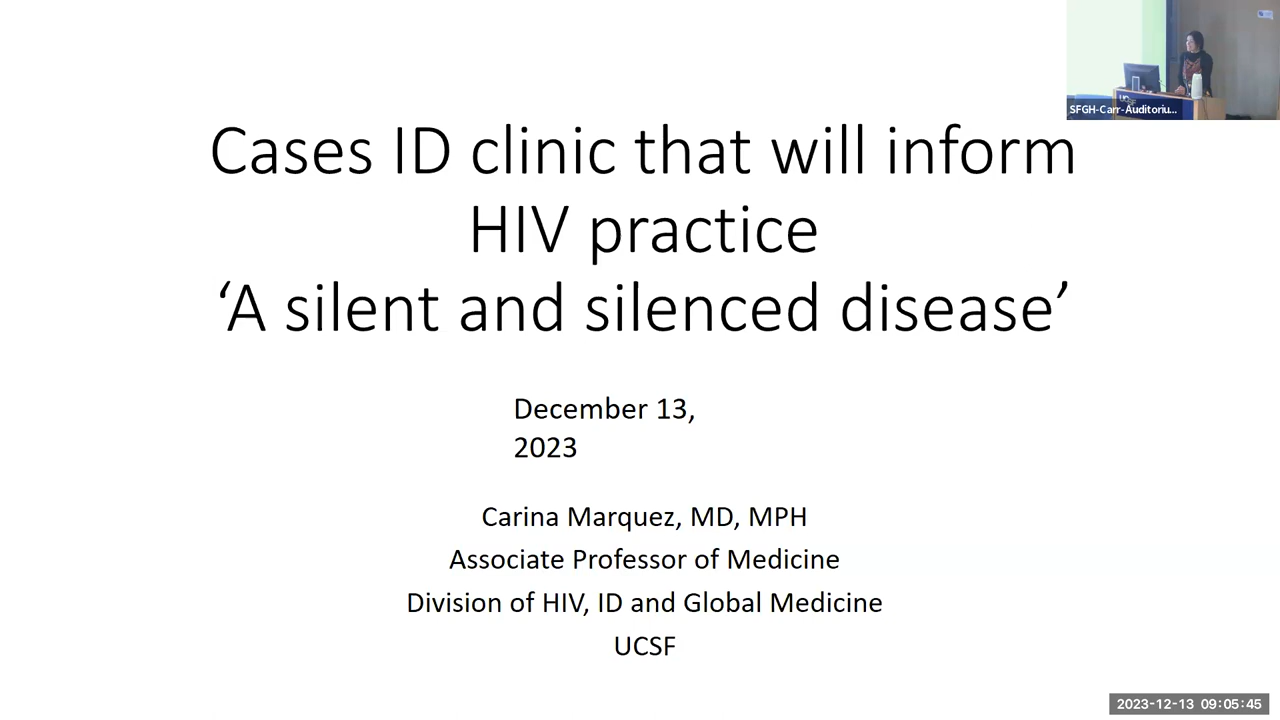 SFGH-Carr-Auditoriu...
Cases ID clinic that will inform
HIV practice
‘A silent and silenced disease’
December 13,
2023
Carina Marquez, MD, MPH
Associate Professor of Medicine
Division of HIV, ID and Global Medicine
UCSF
2023-12-13 09:05:45